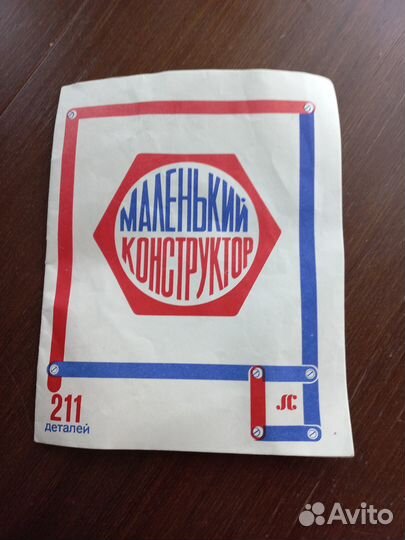 МАЛЕНЬКИЙ
КОНСТРУКТОР
211
деталей
Avito